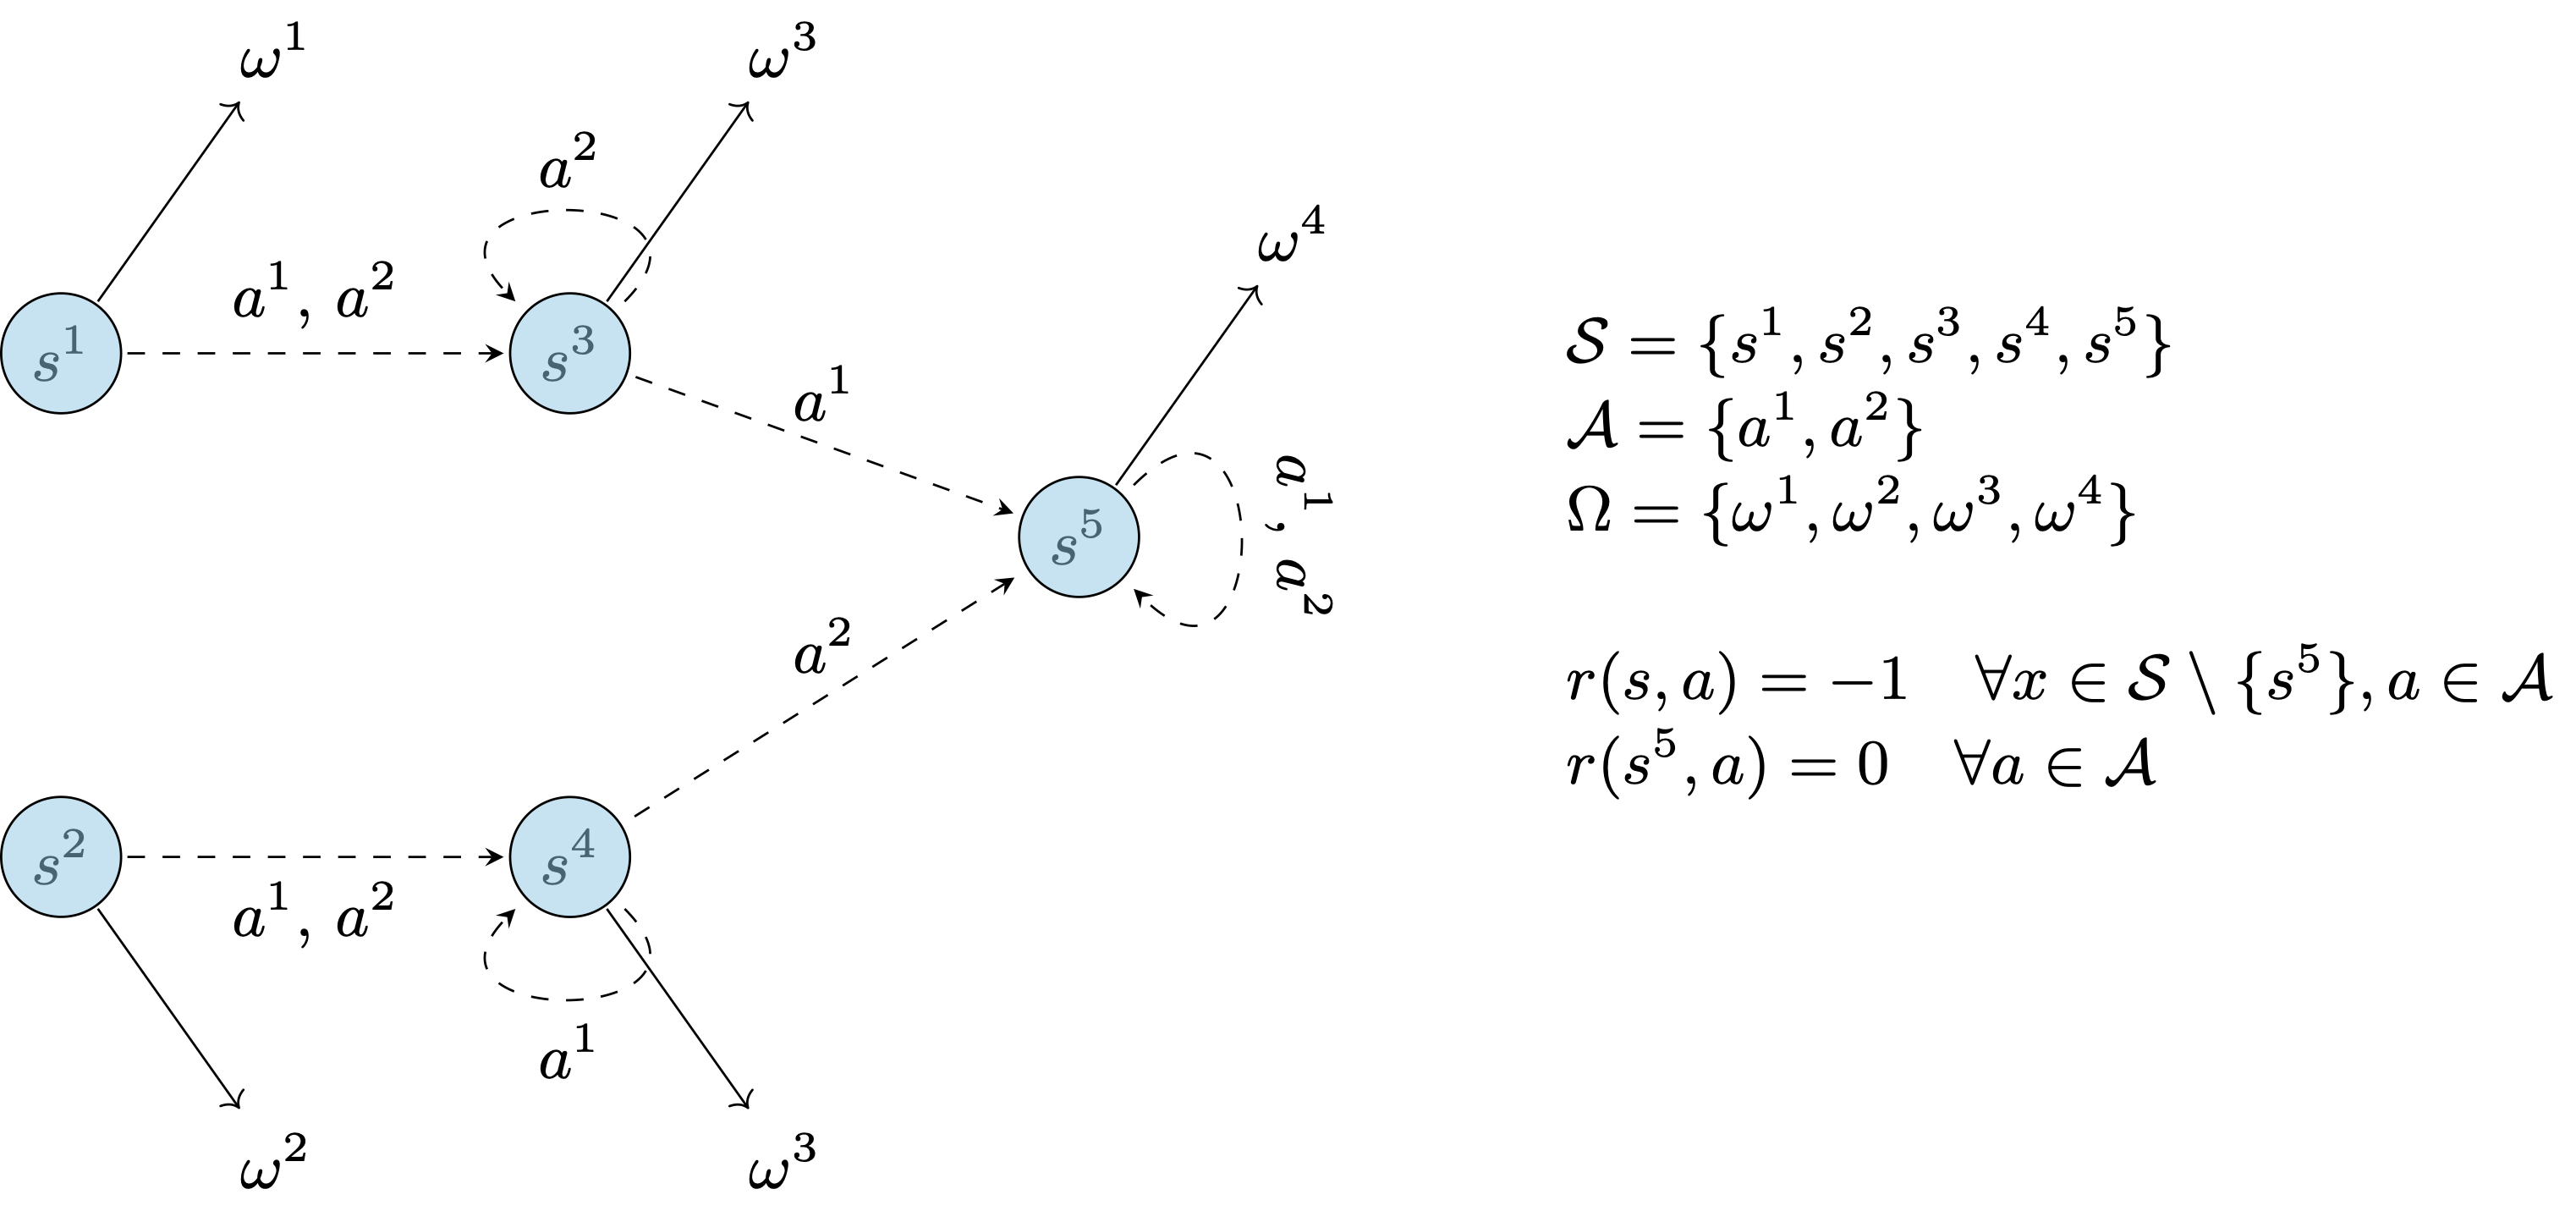 ω¹
ω³
a²
ω⁴
a¹, a²
s¹
s³
a¹
s⁵
a¹, a²
a²
s²
s⁴
a¹, a²
a¹
ω²
ω³
𝒮 = {s¹, s², s³, s⁴, s⁵}
𝒜 = {a¹, a²}
Ω = {ω¹, ω², ω³, ω⁴}
r(s, a) = −1 ∀x ∈ 𝒮 \ {s⁵}, a ∈ 𝒜
r(s⁵, a) = 0 ∀a ∈ 𝒜